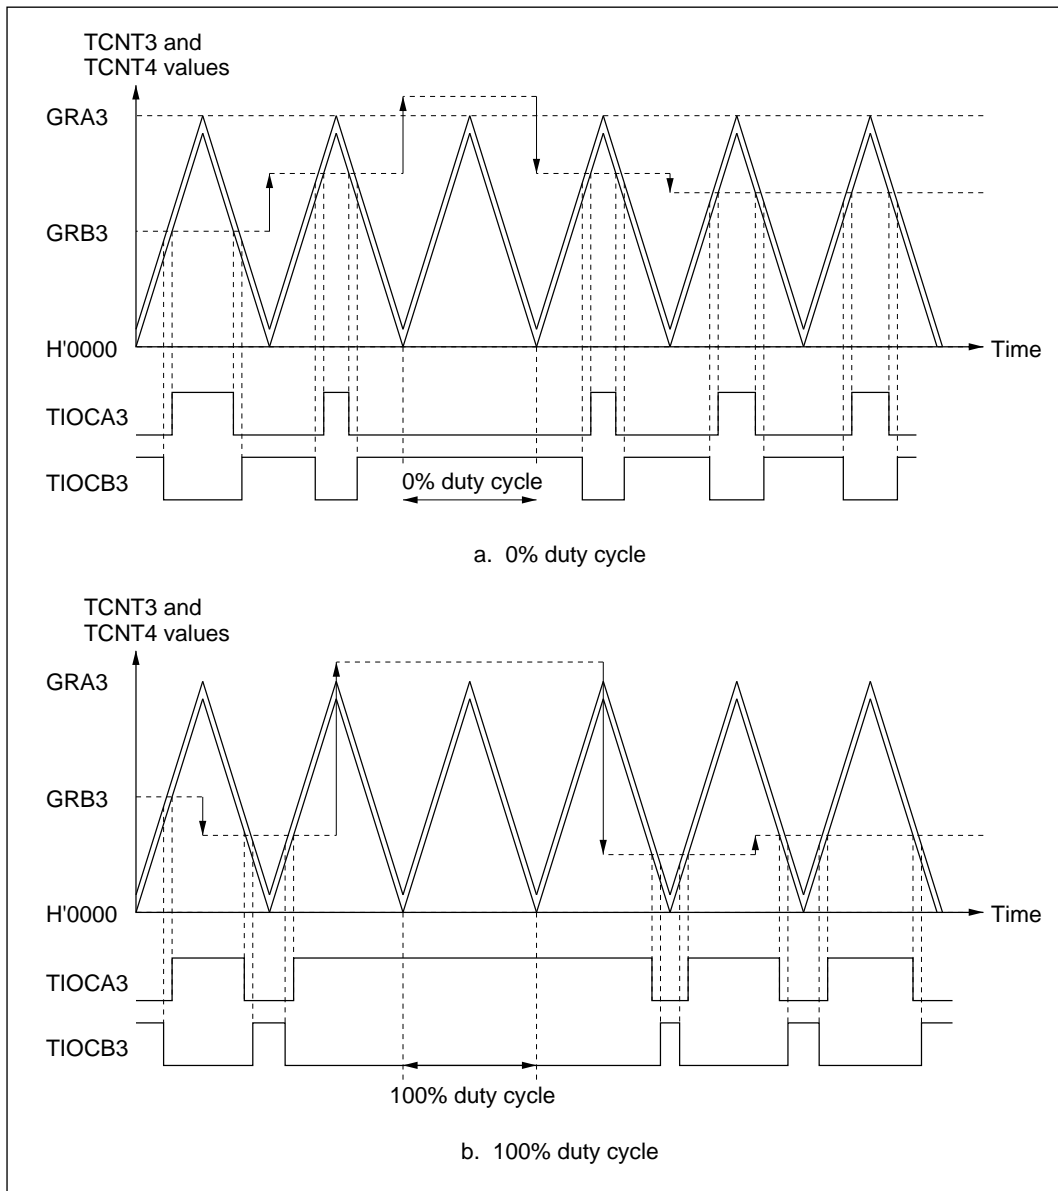 TCNT3 and
TCNT4 values
GRA3
GRB3
H'0000
Time
TIOCA3
TIOCB3
0% duty cycle
a. 0% duty cycle
TCNT3 and
TCNT4 values
GRA3
GRB3
H'0000
Time
TIOCA3
TIOCB3
100% duty cycle
b. 100% duty cycle